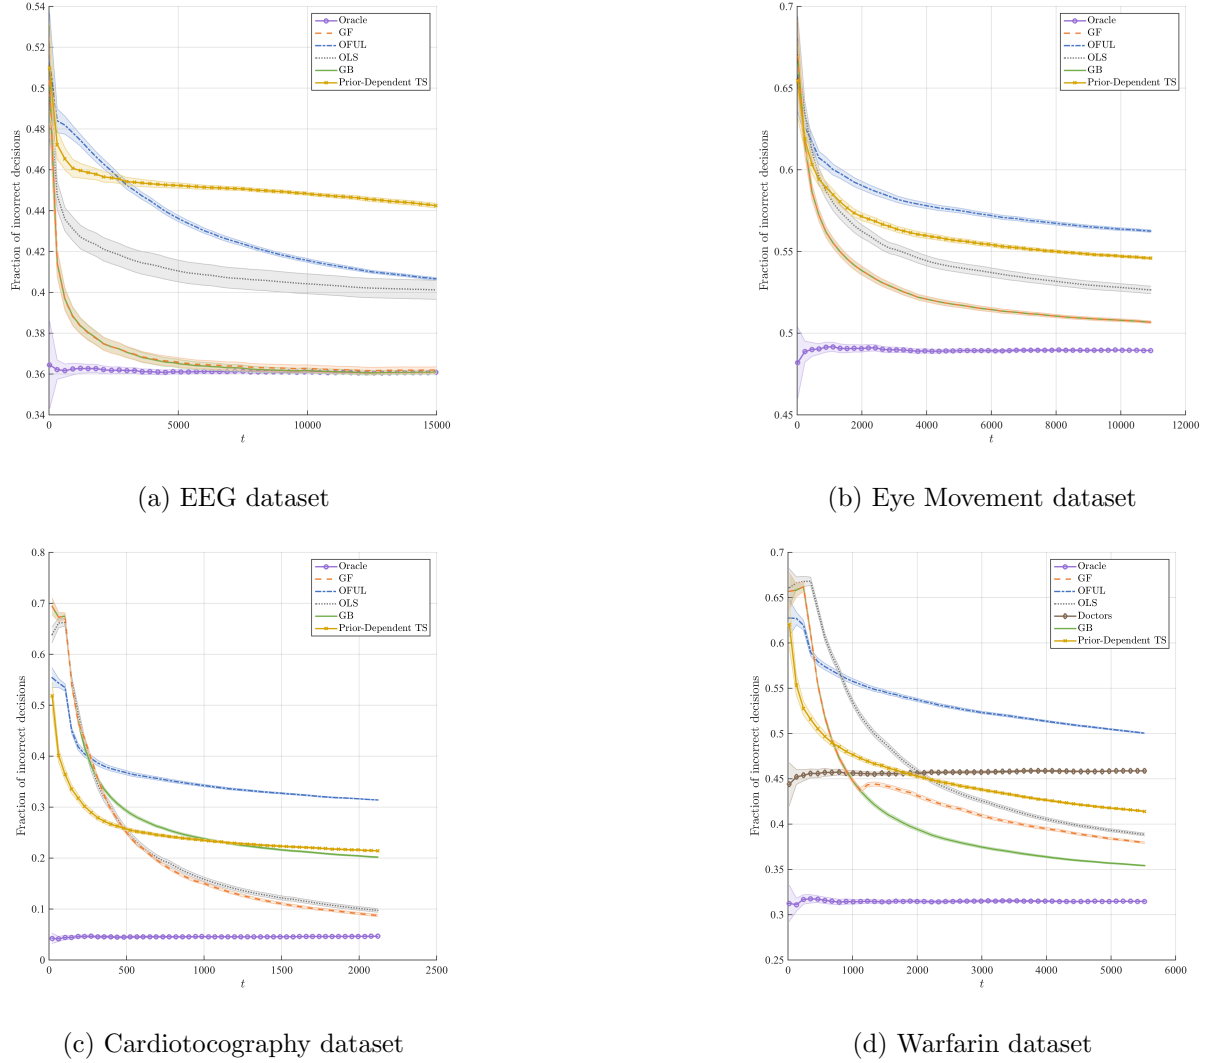 0.54
0.52
0.5
0.48
0.46
0.44
0.42
0.4
0.38
0.36
0.34
0
5000
10000
15000
Fraction of incorrect decisions
t
Oracle
GF
OFUL
OLS
GB
Prior-Dependent TS
(a) EEG dataset
0.7
0.65
0.6
0.55
0.5
0.45
0
2000
4000
6000
8000
10000
12000
Fraction of incorrect decisions
t
Oracle
GF
OFUL
OLS
GB
Prior-Dependent TS
(b) Eye Movement dataset
0.8
0.7
0.6
0.5
0.4
0.3
0.2
0.1
0
0
500
1000
1500
2000
2500
Fraction of incorrect decisions
t
Oracle
GF
OFUL
OLS
GB
Prior-Dependent TS
(c) Cardiotocography dataset
0.7
0.65
0.6
0.55
0.5
0.45
0.4
0.35
0.3
0.25
0
1000
2000
3000
4000
5000
6000
Fraction of incorrect decisions
t
Oracle
GF
OFUL
OLS
Doctors
GB
Prior-Dependent TS
(d) Warfarin dataset